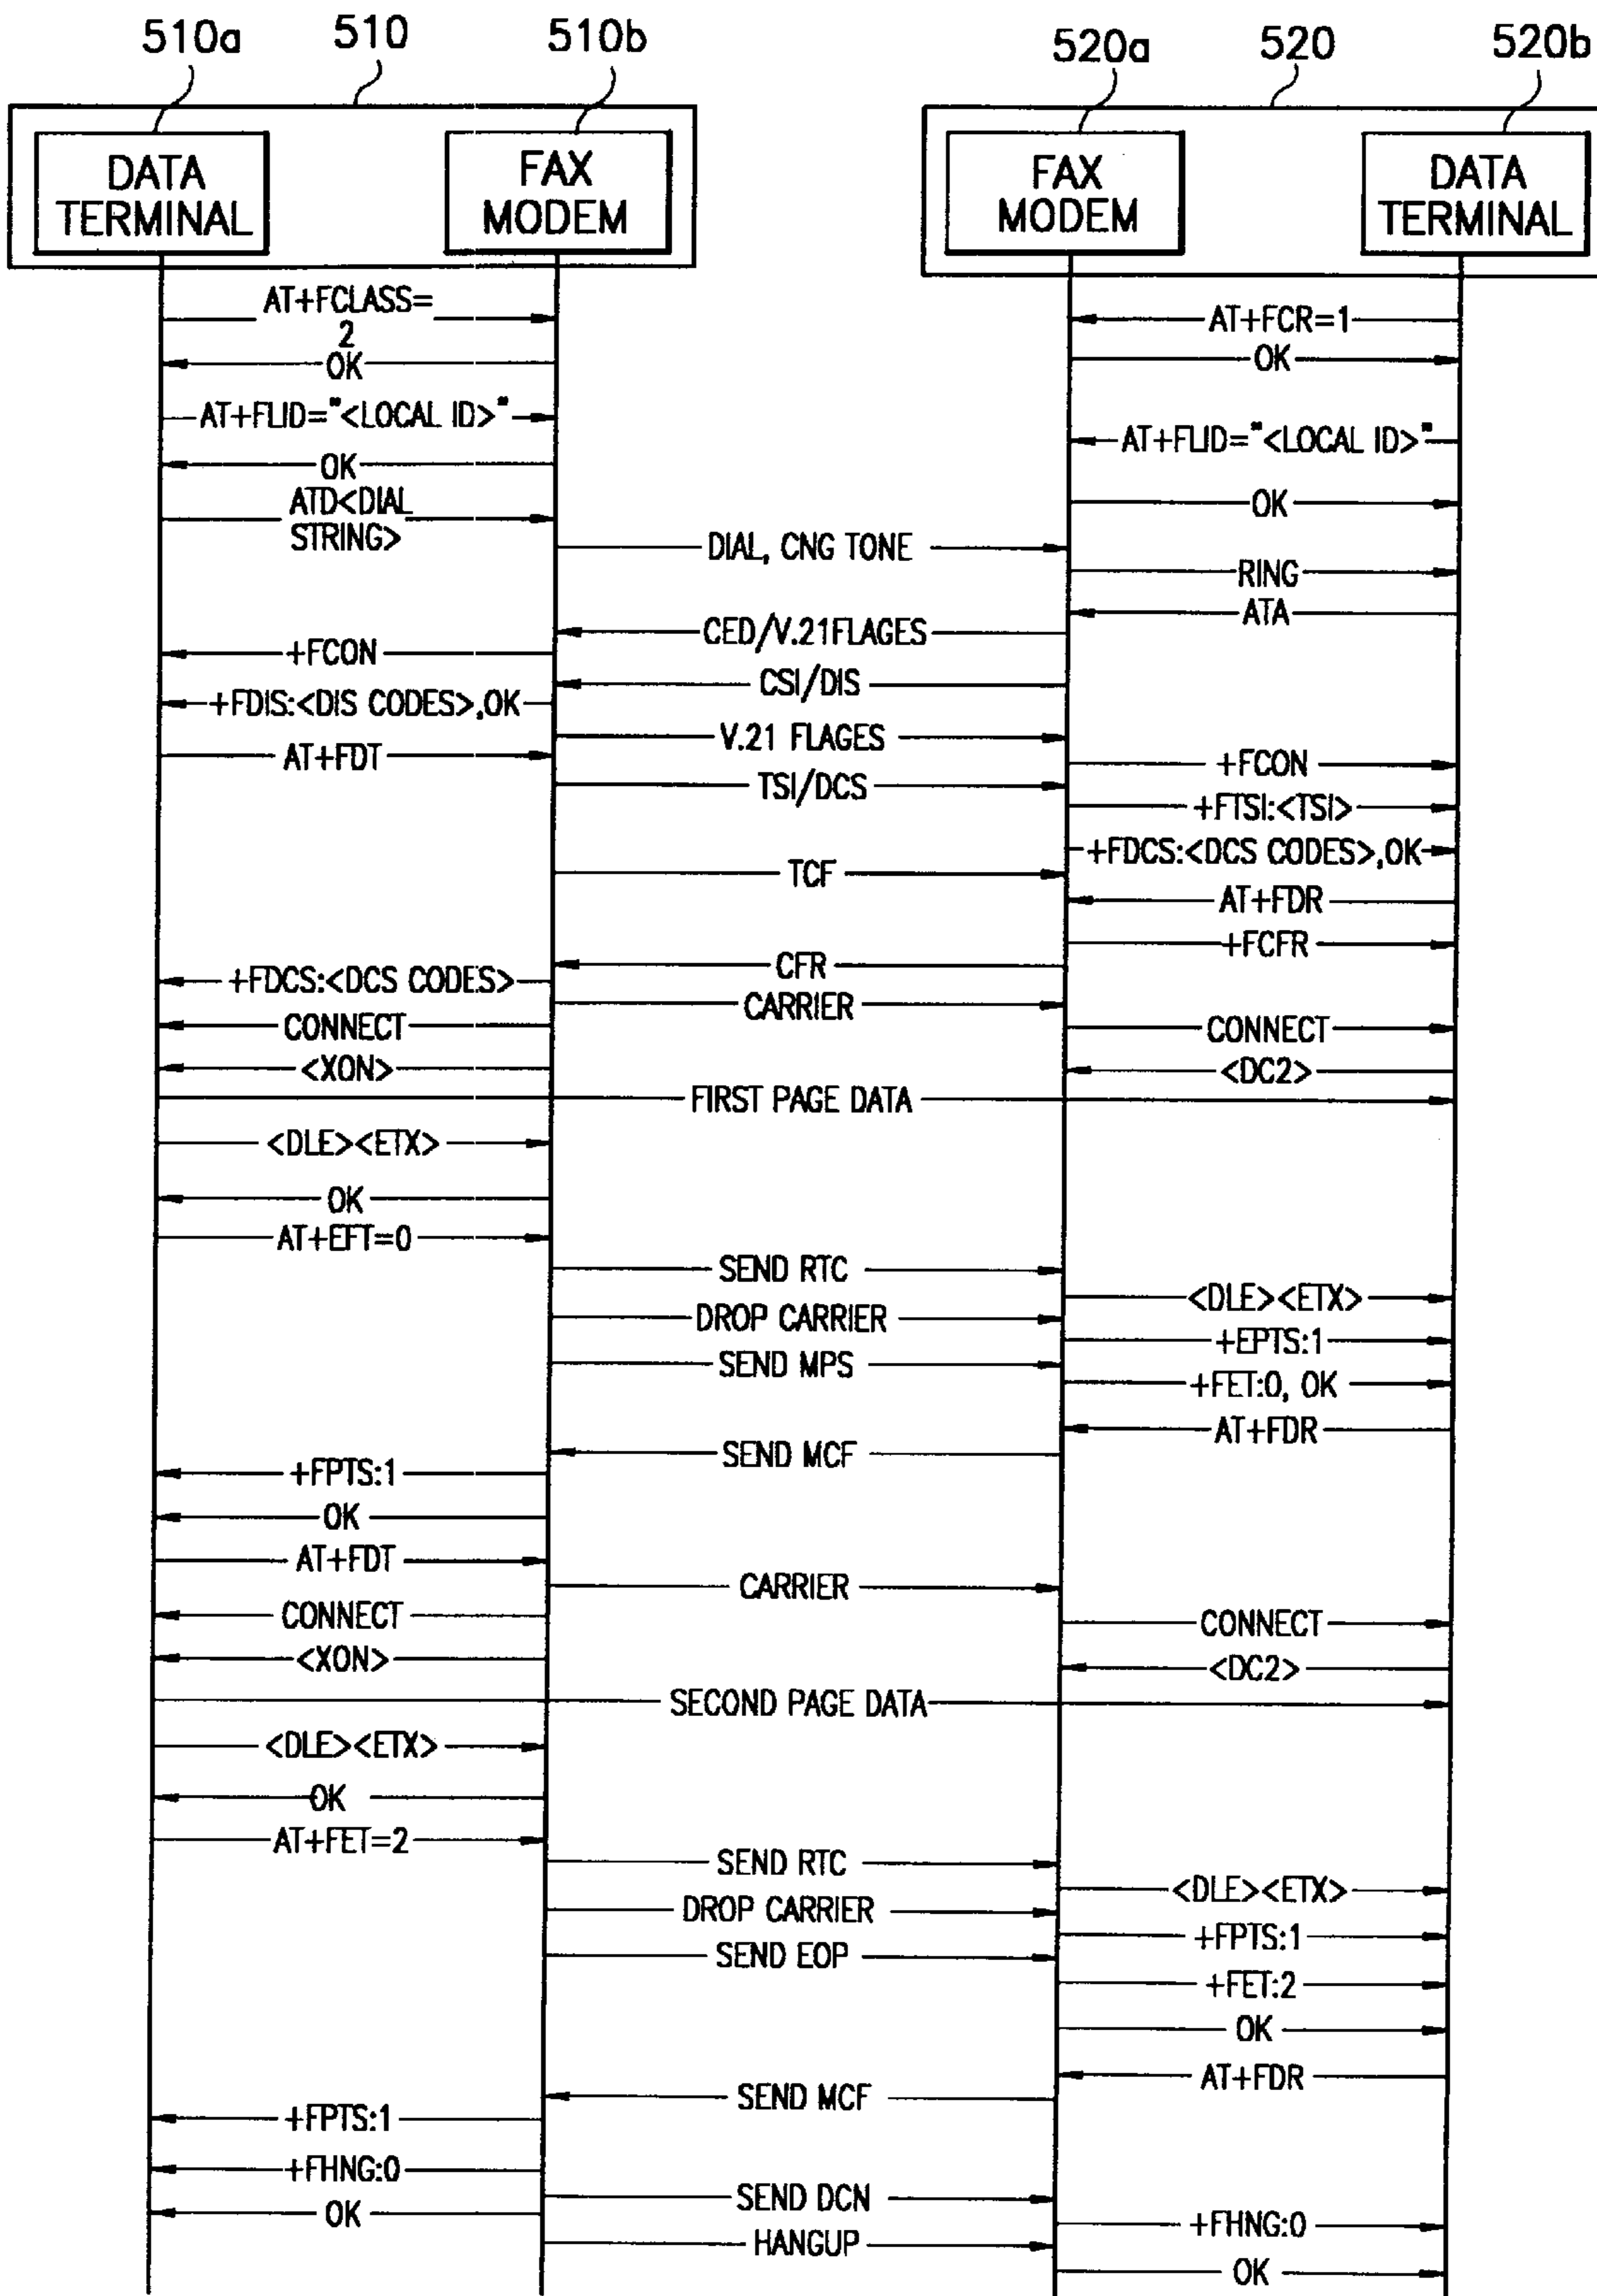 510a 510 510b 520a 520 520b
DATA
TERMINAL
FAX
MODEM
FAX
MODEM
DATA
TERMINAL
AT+FCLASS=
2
AT+FCR=1
OK
OK
AT+FLID="<LOCAL ID>"
AT+FLID="<LOCAL ID>"
OK
ATD<DIAL
STRING>
OK
DIAL, CNG TONE
RING
ATA
CED/V.21FLAGES
+FCON
CSI/DIS
+FDIS:<DIS CODES>,OK
V.21 FLAGES
AT+FDT
+FCON
TSI/DCS
+FTSI:<TSI>
+FDCS:<DCS CODES>,OK
TCF
AT+FDR
+FCFR
CFR
+FDCS:<DCS CODES>
CARRIER
CONNECT
CONNECT
<XON>
<DC2>
FIRST PAGE DATA
<DLE><ETX>
OK
AT+EFT=0
SEND RTC
<DLE><ETX>
DROP CARRIER
+EPTS:1
SEND MPS
+FET:0, OK
AT+FDR
SEND MCF
+FPTS:1
OK
AT+FDT
CARRIER
CONNECT
CONNECT
<XON>
<DC2>
SECOND PAGE DATA
<DLE><ETX>
OK
AT+FET=2
SEND RTC
<DLE><ETX>
DROP CARRIER
+FPTS:1
SEND EOP
+FET:2
OK
AT+FDR
SEND MCF
+FPTS:1
+FHNG:0
SEND DCN
OK
+FHNG:0
HANGUP
OK